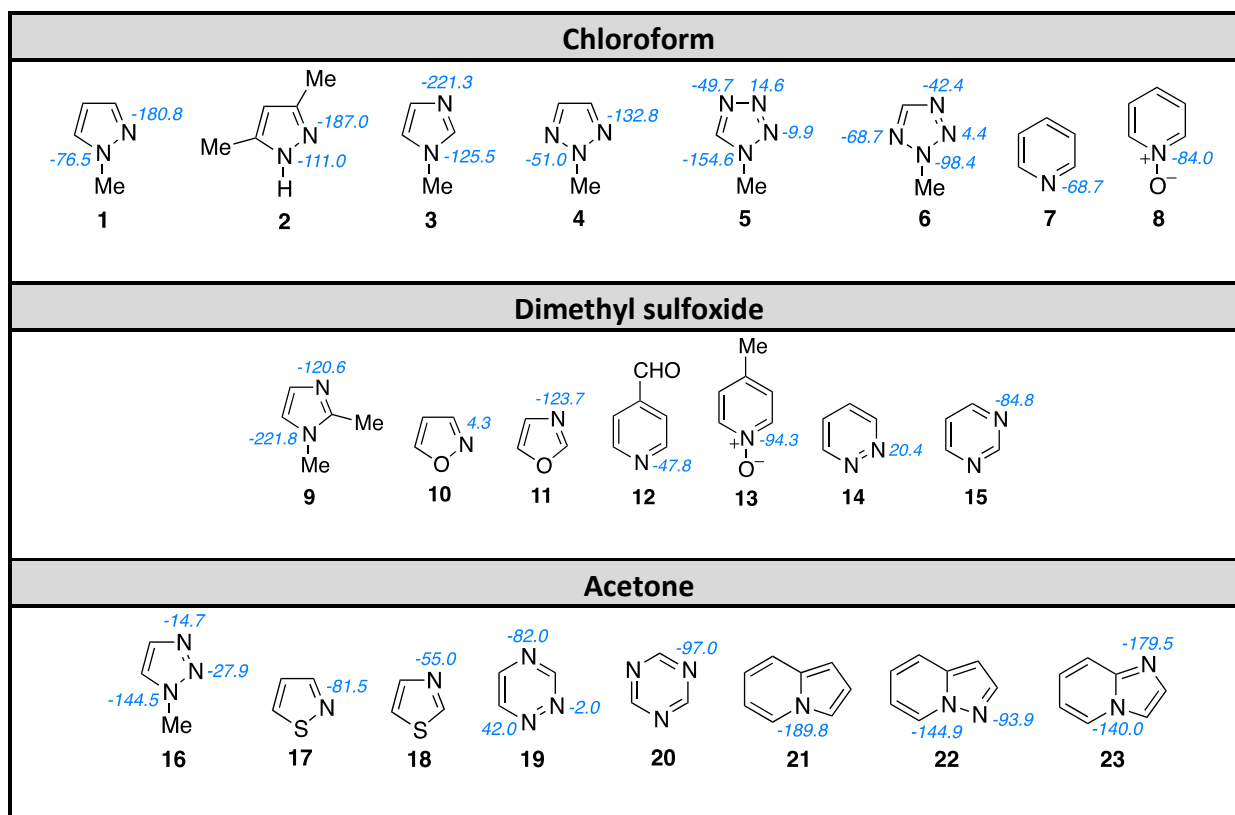 Chloroform
-180.8
N
-76.5 N
Me
1
Me
-187.0
N
Me
N -111.0
H
2
-221.3
N
N -125.5
Me
3
N N -132.8
-51.0 N
Me
4
-49.7 14.6
N N
N -9.9
-154.6 N
Me
5
-42.4
N
-68.7 N N 4.4
N -98.4
Me
6
N -68.7
7
N + -84.0
O−
8
Dimethyl sulfoxide
-120.6
N
Me
-221.8 N
Me
9
4.3
N
O
10
-123.7
N
O
11
CHO
N -47.8
12
Me
N + -94.3
O−
13
N 20.4
N
14
-84.8
N
N
15
Acetone
-14.7
N
N -27.9
-144.5 N
Me
16
-81.5
N
S
17
-55.0
N
S
18
-82.0
N
N -2.0
42.0 N
19
-97.0
N N
N
20
N
-189.8
21
N N -93.9
-144.9
22
-179.5
N
N
-140.0
23